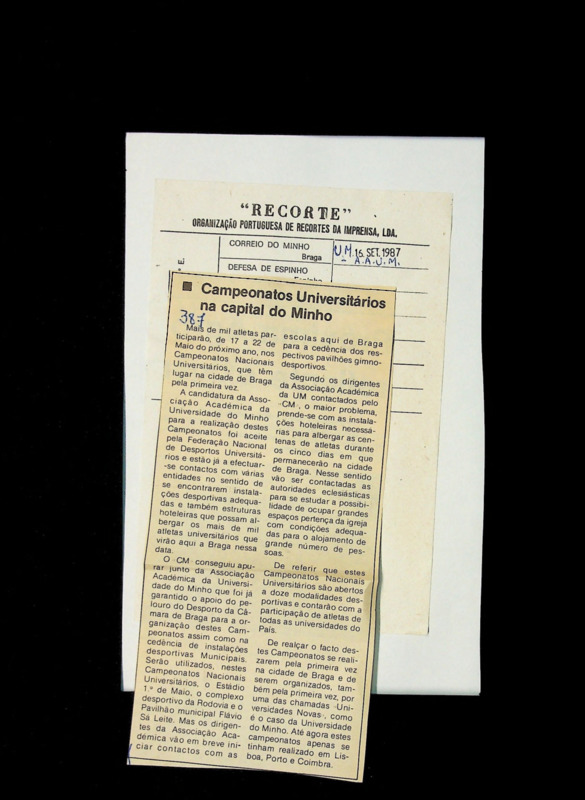 "RECORTE"
ORGANIZAÇÃO PORTUGUESA DE RECORTES DA IMPRENSA, LDA.
CORREIO DO MINHO
Braga
U.M. 16 SET. 1987
- A.A.U.M.
DEFESA DE ESPINHO
Espinho
■ Campeonatos Universitários
na capital do Minho
387
Mais de mil atletas par-
ticiparão, de 17 a 22 de
Maio do próximo ano, nos
Campeonatos Nacionais
Universitários, que têm
lugar na cidade de Braga
pela primeira vez.
A candidatura da Asso-
ciação Académica da
Universidade do Minho
para a realização destes
Campeonatos foi aceite
pela Federação Nacional
de Desportos Universitá-
rios e estão já a efectuar-
-se contactos com várias
entidades no sentido de
se encontrarem instala-
ções desportivas adequa-
das e também estruturas
hoteleiras que possam al-
bergar os mais de mil
atletas universitários que
virão aqui a Braga nessa
data.
O CM conseguiu apu-
rar junto da Associação
Académica da Universi-
dade do Minho que foi já
garantido o apoio do pe-
louro do Desporto da Câ-
mara de Braga para a or-
ganização destes Cam-
peonatos assim como na
cedência de instalações
desportivas Municipais.
Serão utilizados, nestes
Campeonatos Nacionais
Universitários, o Estádio
1.º de Maio, o complexo
desportivo da Rodovia e o
Pavilhão municipal Flávio
Sá Leite. Mas os dirigen-
tes da Associação Aca-
démica vão em breve ini-
ciar contactos com as
escolas aqui de Braga
para a cedência dos res-
pectivos pavilhões gimno-
desportivos.
Segundo os dirigentes
da Associação Académica
da UM contactados pelo
«CM», o maior problema,
prende-se com as instala-
ções hoteleiras necessá-
rias para albergar as cen-
tenas de atletas durante
os cinco dias em que
permanecerão na cidade
de Braga. Nesse sentido
vão ser contactadas as
autoridades eclesiásticas
para se estudar a possibi-
lidade de ocupar grandes
espaços pertença da igreja
com condições adequa-
das para o alojamento de
grande número de pes-
soas.
De referir que estes
Campeonatos Nacionais
Universitários são abertos
a doze modalidades des-
portivas e contarão com a
participação de atletas de
todas as universidades do
País.
De realçar o facto des-
tes Campeonatos se reali-
zarem pela primeira vez
na cidade de Braga e de
serem organizados, tam-
bém pela primeira vez, por
uma das chamadas «Uni-
versidades Novas», como
é o caso da Universidade
do Minho. Até agora estes
campeonatos apenas se
tinham realizado em Lis-
boa, Porto e Coimbra.